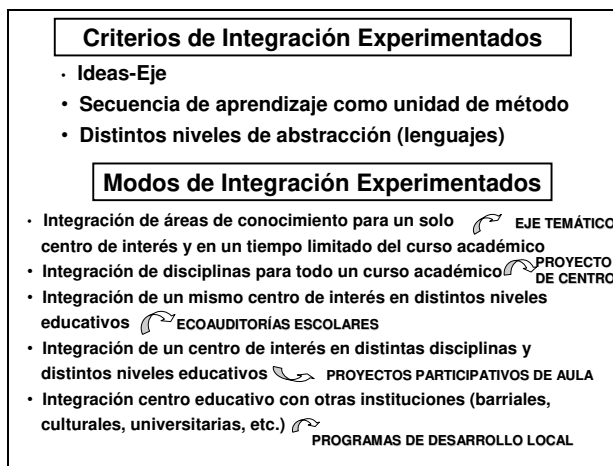 Criterios de Integración Experimentados
· Ideas-Eje
• Secuencia de aprendizaje como unidad de método
• Distintos niveles de abstracción (lenguajes)
Modos de Integración Experimentados
· Integración de áreas de conocimiento para un solo EJE TEMÁTICO
centro de interés y en un tiempo limitado del curso académico
• Integración de disciplinas para todo un curso académico PROYECTO
DE CENTRO
• Integración de un mismo centro de interés en distintos niveles
educativos ECOAUDITORÍAS ESCOLARES
• Integración de un centro de interés en distintas disciplinas y
distintos niveles educativos PROYECTOS PARTICIPATIVOS DE AULA
• Integración centro educativo con otras instituciones (barriales,
culturales, universitarias, etc.)
PROGRAMAS DE DESARROLLO LOCAL